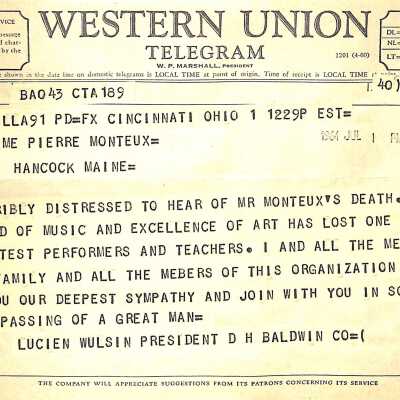 WESTERN UNION
TELEGRAM
W. P. MARSHALL, PRESIDENT
1201 (4-60)
DL=
NL=
LT=
shown in the date line on domestic telegrams is LOCAL TIME at point of origin. Time of receipt is LOCAL TIME at
BA043 CTA189
LLA91 PD=FX CINCINNATI OHIO 1 1229P EST=
ME PIERRE MONTEUX=
HANCOCK MAINE=
RIBLY DISTRESSED TO HEAR OF MR MONTEUX'S DEATH.
D OF MUSIC AND EXCELLENCE OF ART HAS LOST ONE
TEST PERFORMERS AND TEACHERS. I AND ALL THE ME
FAMILY AND ALL THE MEBERS OF THIS ORGANIZATION
OU OUR DEEPEST SYMPATHY AND JOIN WITH YOU IN SO
PASSING OF A GREAT MAN=
LUCIEN WULSIN PRESIDENT D H BALDWIN CO=(
THE COMPANY WILL APPRECIATE SUGGESTIONS FROM ITS PATRONS CONCERNING ITS SERVICE